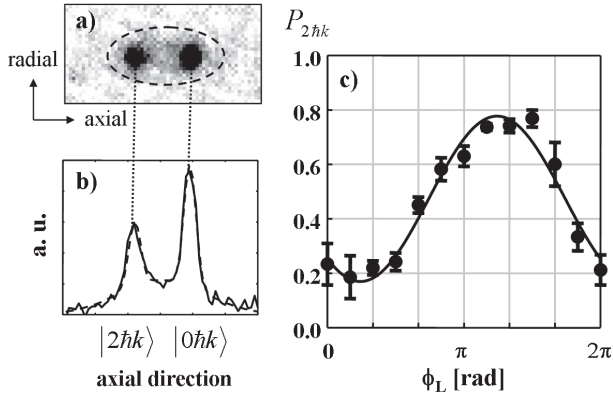 a)
radial
axial
b)
a. u.
|2ħk⟩ |0ħk⟩
axial direction
P2ħk
c)
1.0
0.8
0.6
0.4
0.2
0.0
0 π 2π
ϕL [rad]